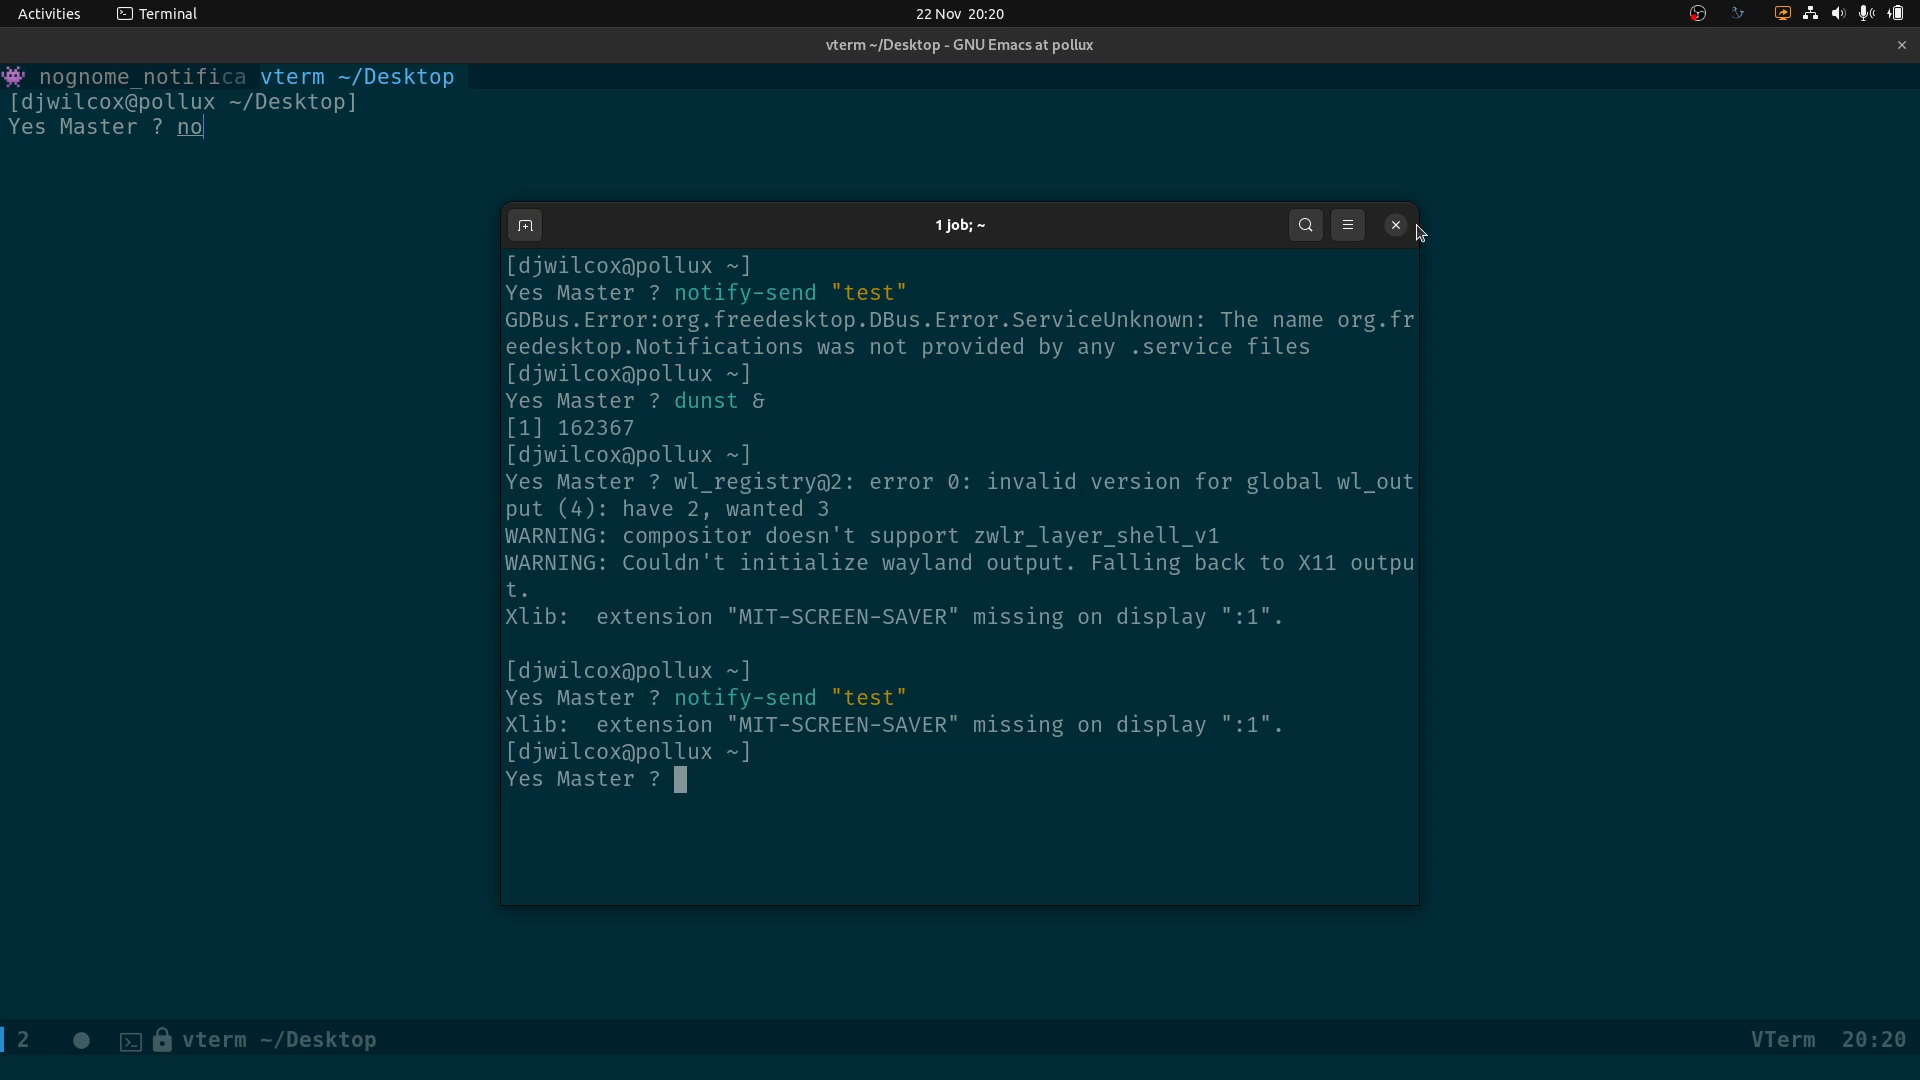 Activities
Terminal
22 Nov 20:20
vterm ~/Desktop - GNU Emacs at pollux
nognome_notifica vterm ~/Desktop
[djwilcox@pollux ~/Desktop]
Yes Master ? no
1 job; ~
[djwilcox@pollux ~]
Yes Master ? notify-send "test"
GDBus.Error:org.freedesktop.DBus.Error.ServiceUnknown: The name org.fr
eedesktop.Notifications was not provided by any .service files
[djwilcox@pollux ~]
Yes Master ? dunst &
[1] 162367
[djwilcox@pollux ~]
Yes Master ? wl_registry@2: error 0: invalid version for global wl_out
put (4): have 2, wanted 3
WARNING: compositor doesn't support zwlr_layer_shell_v1
WARNING: Couldn't initialize wayland output. Falling back to X11 outpu
t.
Xlib:  extension "MIT-SCREEN-SAVER" missing on display ":1".
[djwilcox@pollux ~]
Yes Master ? notify-send "test"
Xlib:  extension "MIT-SCREEN-SAVER" missing on display ":1".
[djwilcox@pollux ~]
Yes Master ?
2 vterm ~/Desktop
VTerm 20:20